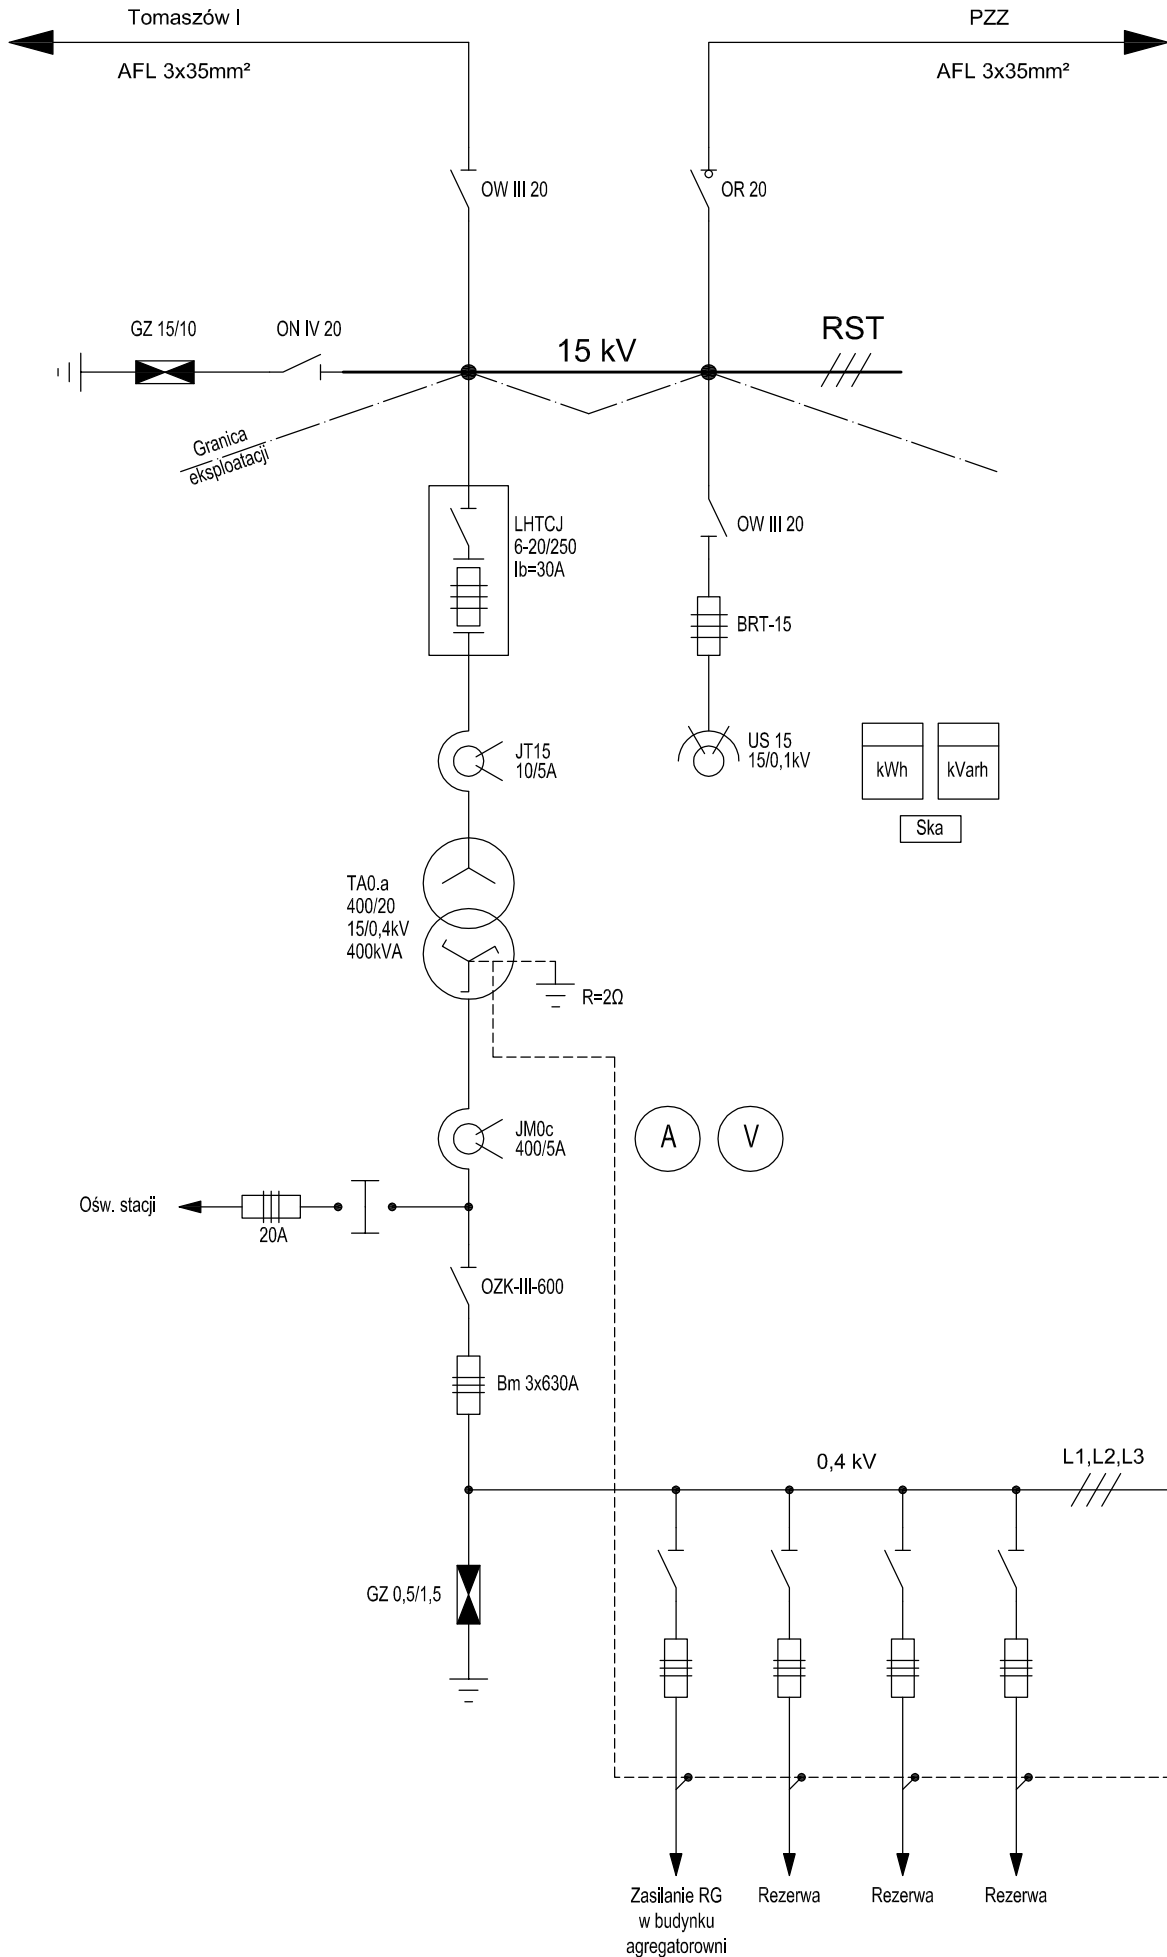 Tomaszów I
AFL 3x35mm²
PZZ
AFL 3x35mm²
OW III 20
OR 20
GZ 15/10
ON IV 20
15 kV
RST
Granica
eksploatacji
LHTCJ
6-20/250
Ib=30A
OW III 20
BRT-15
JT15
10/5A
US 15
15/0,1kV
kWh
kVarh
Ska
TA0.a
400/20
15/0,4kV
400kVA
R=2Ω
JM0c
400/5A
A
V
Ośw. stacji
20A
OZK-III-600
Bm 3x630A
0,4 kV
L1,L2,L3
GZ 0,5/1,5
Zasilanie RG
w budynku
agregatorowni
Rezerwa
Rezerwa
Rezerwa